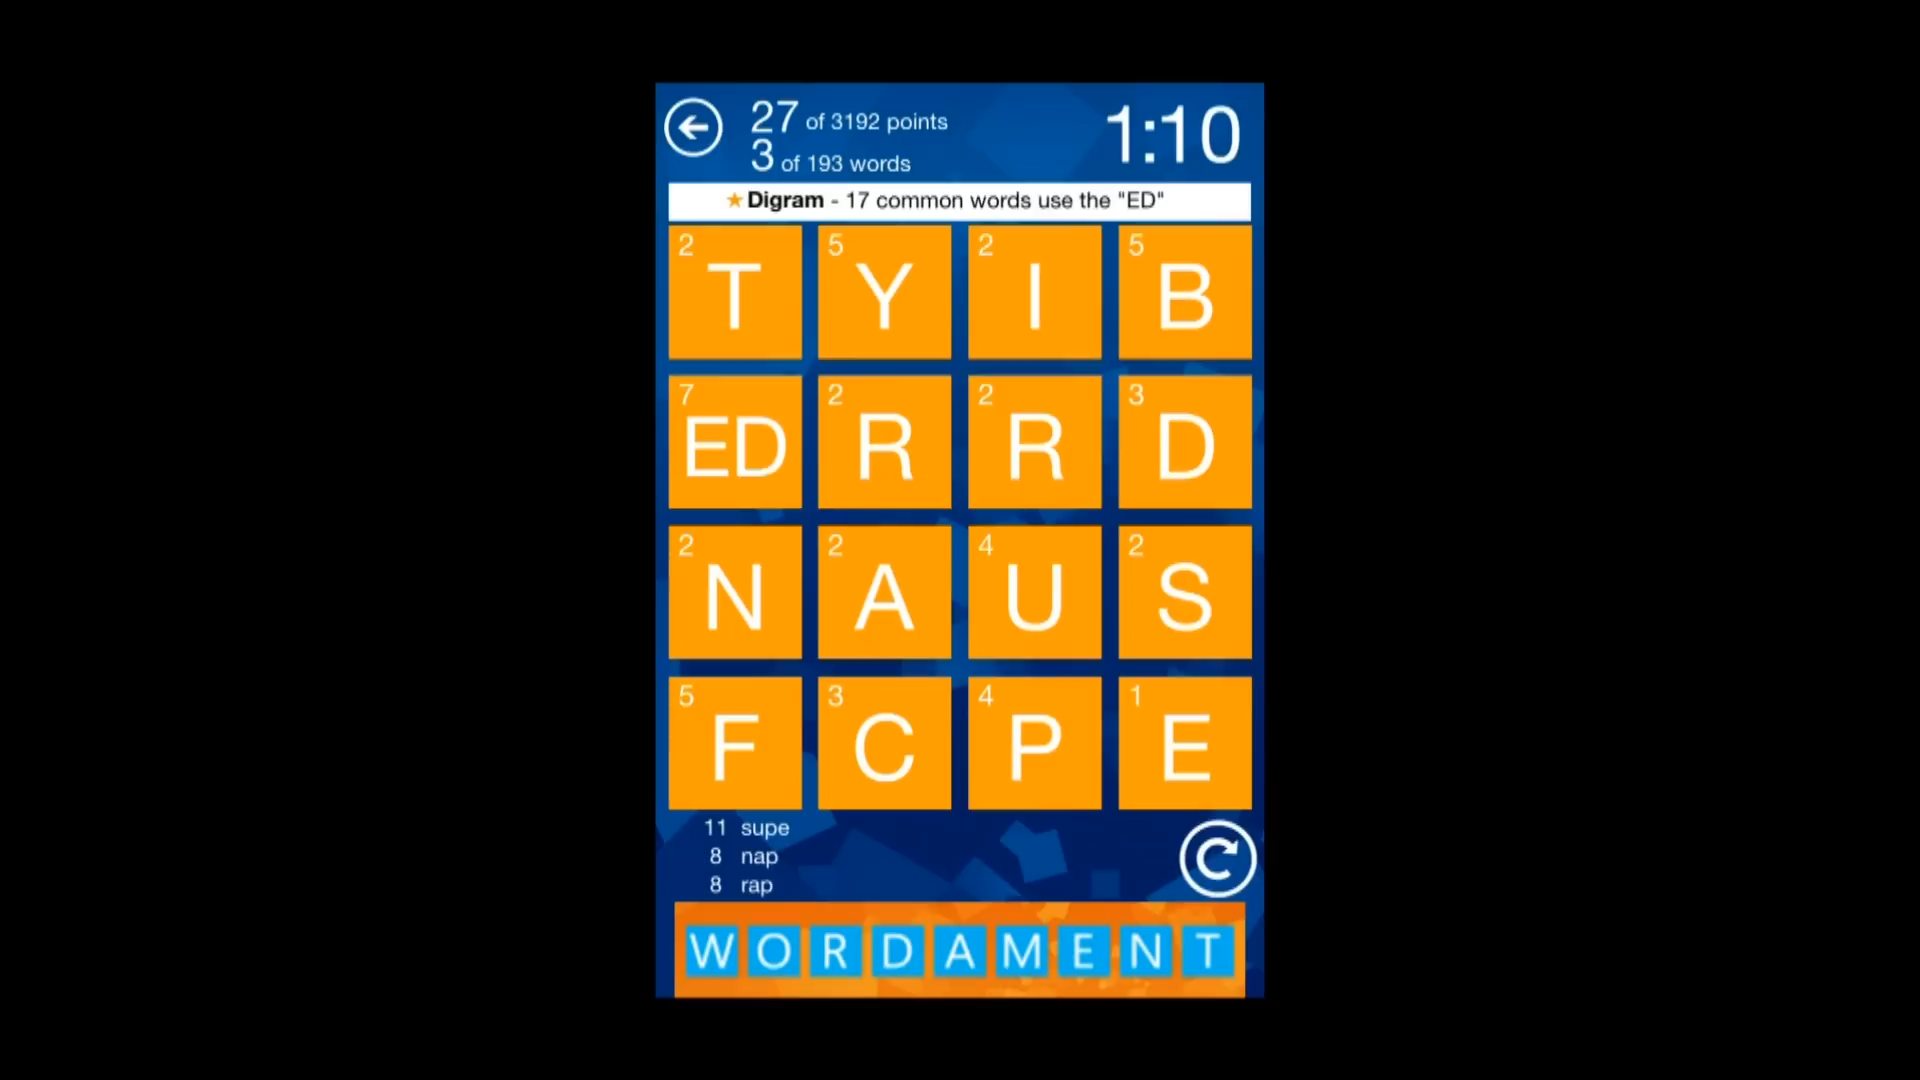 27 of 3192 points
3 of 193 words
1:10
★Digram - 17 common words use the "ED"
2 T 5 Y 2 I 5 B
7 ED 2 R 2 R 3 D
2 N 2 A 4 U 2 S
5 F 3 C 4 P 1 E
11 supe
8 nap
8 rap
WORDAMENT